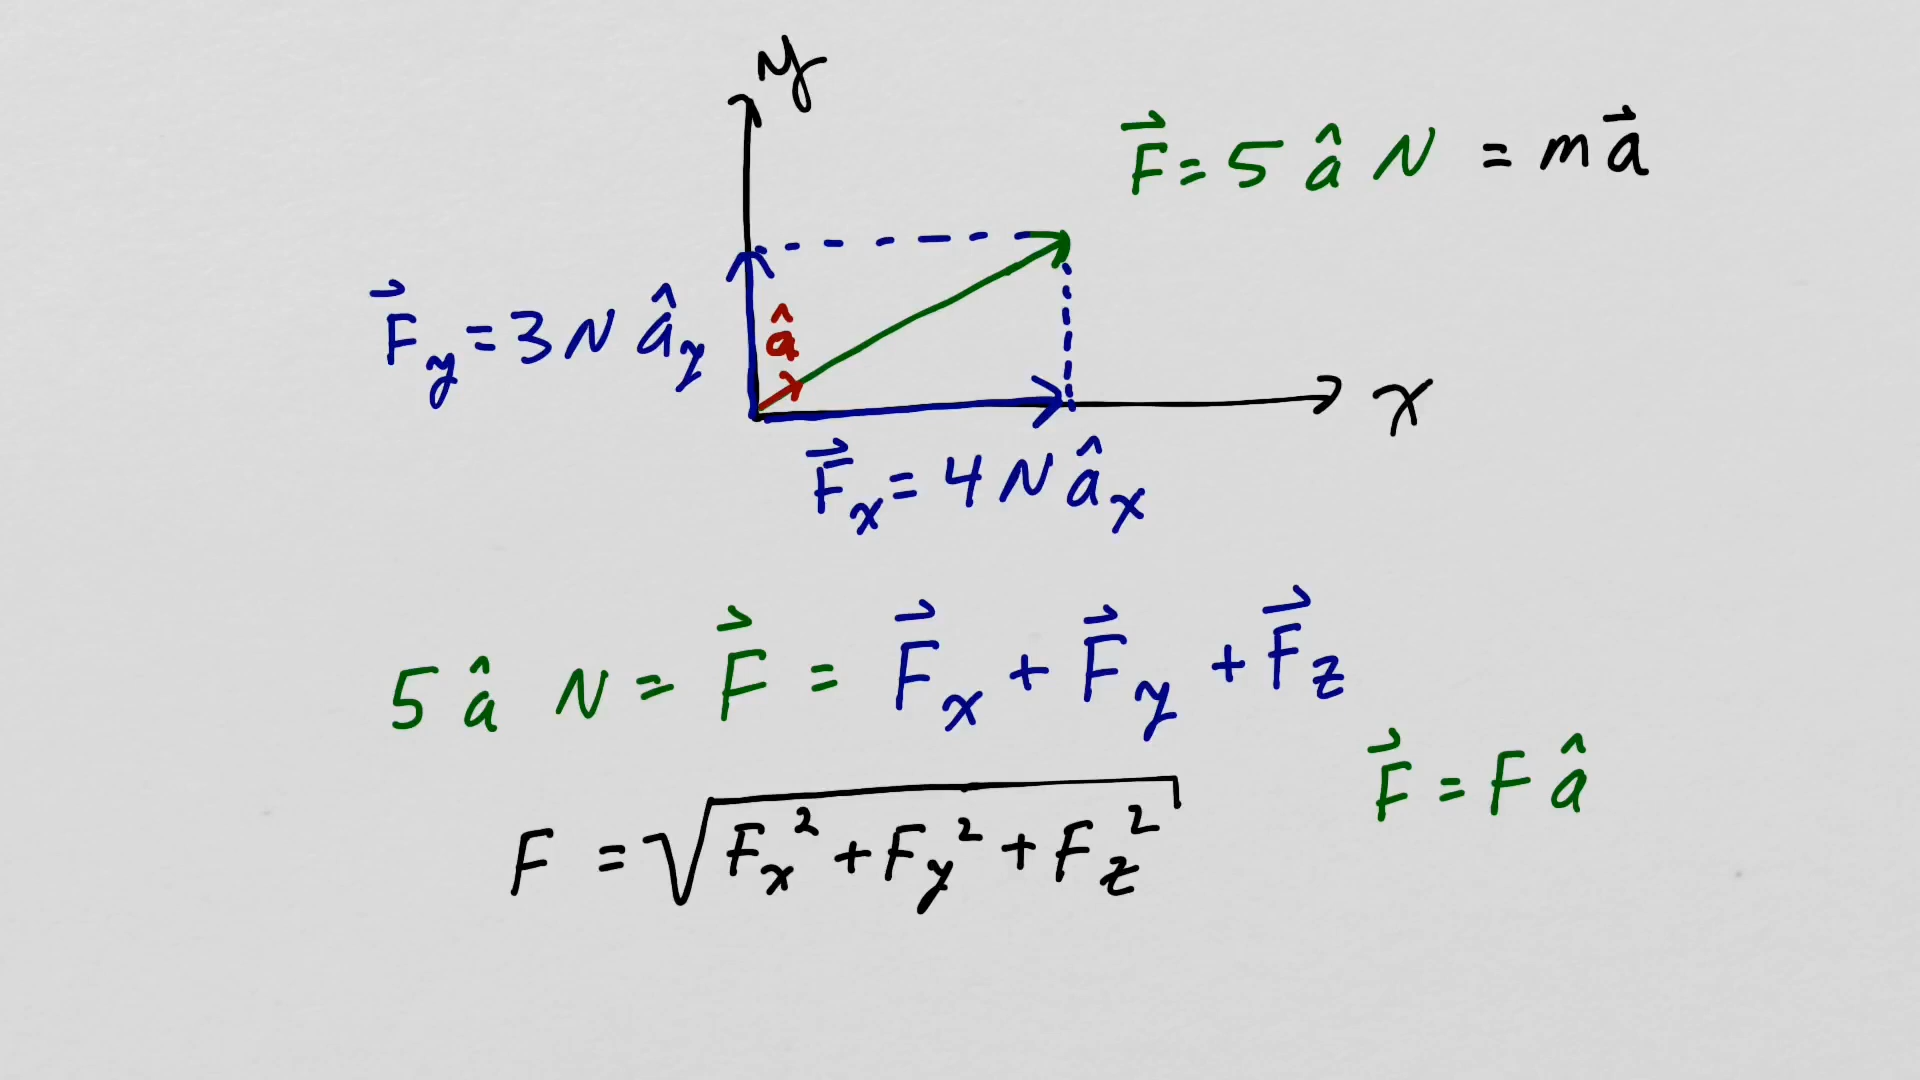 y
F⃗ = 5 â N = m a⃗
F⃗y = 3 N ây
â
x
F⃗x = 4 N âx
5 â N = F⃗ = F⃗x + F⃗y + F⃗z
F⃗ = F â
F = √(Fx² + Fy² + Fz²)